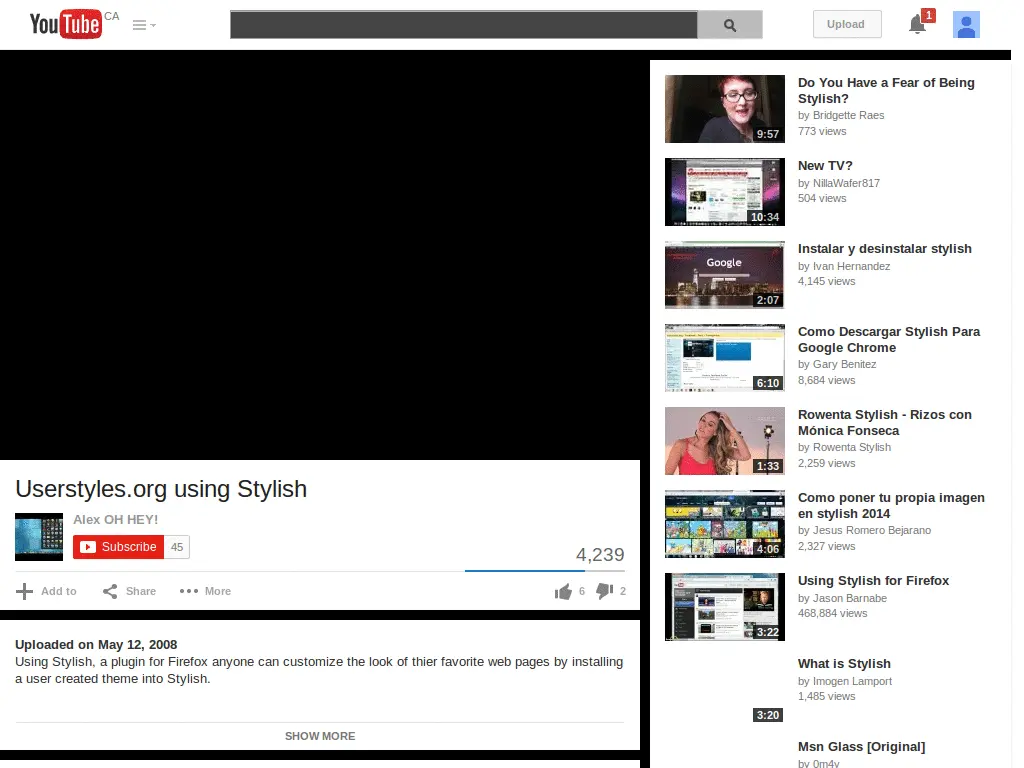 YouTube CA
Upload
1
Userstyles.org using Stylish
Alex OH HEY!
Subscribe 45
4,239
Add to Share More 6 2
Uploaded on May 12, 2008
Using Stylish, a plugin for Firefox anyone can customize the look of thier favorite web pages by installing
a user created theme into Stylish.
SHOW MORE
9:57
Do You Have a Fear of Being
Stylish?
by Bridgette Raes
773 views
10:34
New TV?
by NillaWafer817
504 views
Google
2:07
Instalar y desinstalar stylish
by Ivan Hernandez
4,145 views
6:10
Como Descargar Stylish Para
Google Chrome
by Gary Benitez
8,684 views
1:33
Rowenta Stylish - Rizos con
Mónica Fonseca
by Rowenta Stylish
2,259 views
4:06
Como poner tu propia imagen
en stylish 2014
by Jesus Romero Bejarano
2,327 views
3:22
Using Stylish for Firefox
by Jason Barnabe
468,884 views
3:20
What is Stylish
by Imogen Lamport
1,485 views
Msn Glass [Original]
by 0m4v